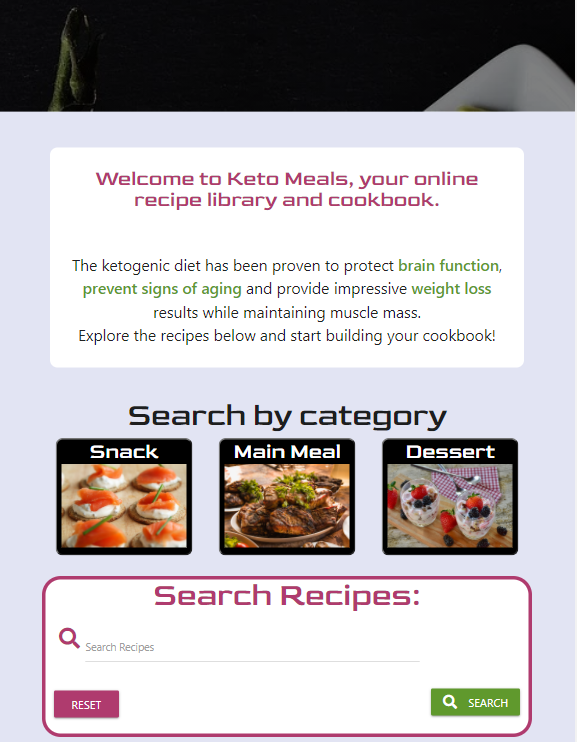 Welcome to Keto Meals, your online
recipe library and cookbook.
The ketogenic diet has been proven to protect brain function,
prevent signs of aging and provide impressive weight loss
results while maintaining muscle mass.
Explore the recipes below and start building your cookbook!
Search by category
Snack
Main Meal
Dessert
Search Recipes:
Search Recipes
RESET
SEARCH